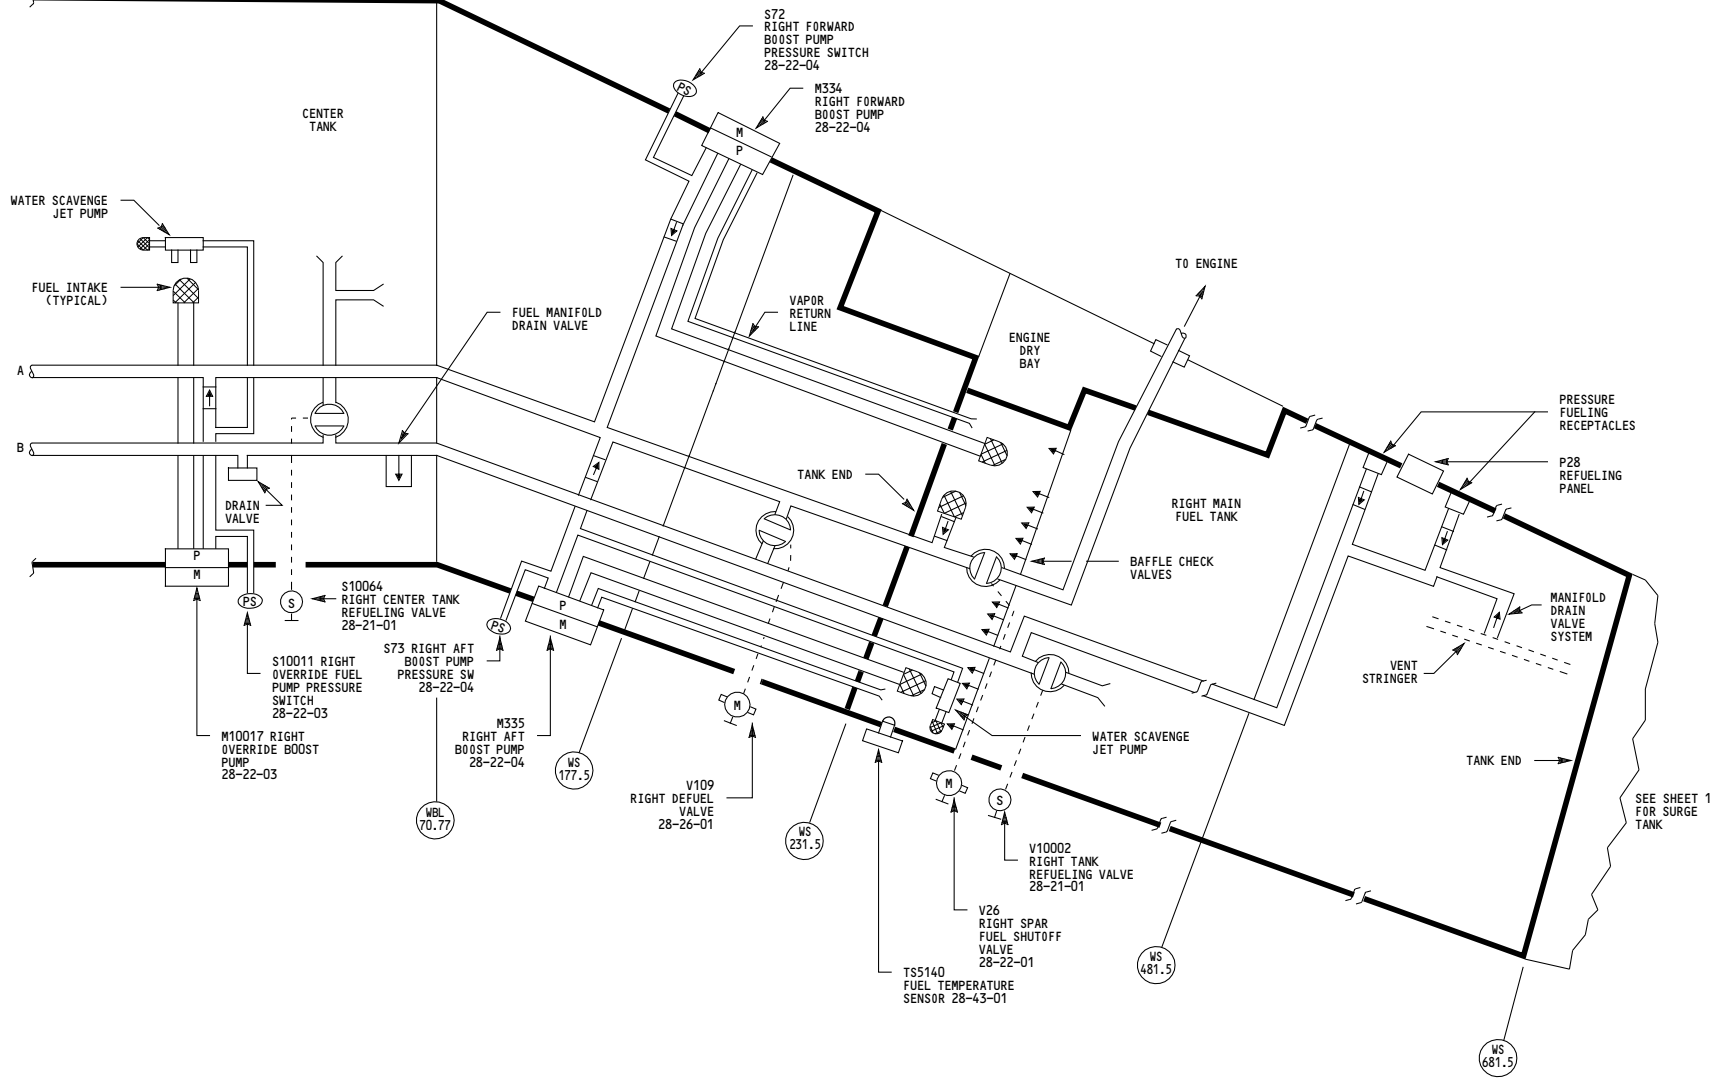 S72
RIGHT FORWARD
BOOST PUMP
PRESSURE SWITCH
28-22-04
PS
M334
RIGHT FORWARD
BOOST PUMP
28-22-04
M
P
CENTER
TANK
WATER SCAVENGE
JET PUMP
FUEL INTAKE
(TYPICAL)
FUEL MANIFOLD
DRAIN VALVE
VAPOR
RETURN
LINE
TO ENGINE
ENGINE
DRY
BAY
A
B
DRAIN
VALVE
TANK END
RIGHT MAIN
FUEL TANK
PRESSURE
FUELING
RECEPTACLES
P28
REFUELING
PANEL
BAFFLE CHECK
VALVES
MANIFOLD
DRAIN
VALVE
SYSTEM
VENT
STRINGER
P
M
PS
S
S10064
RIGHT CENTER TANK
REFUELING VALVE
28-21-01
S10011 RIGHT
OVERRIDE FUEL
PUMP PRESSURE
SWITCH
28-22-03
M10017 RIGHT
OVERRIDE BOOST
PUMP
28-22-03
PS
P
M
S73 RIGHT AFT
BOOST PUMP
PRESSURE SW
28-22-04
M335
RIGHT AFT
BOOST PUMP
28-22-04
WBL
70.77
WS
177.5
M
V109
RIGHT DEFUEL
VALVE
28-26-01
WS
231.5
WATER SCAVENGE
JET PUMP
M
S
V10002
RIGHT TANK
REFUELING VALVE
28-21-01
V26
RIGHT SPAR
FUEL SHUTOFF
VALVE
28-22-01
TS5140
FUEL TEMPERATURE
SENSOR 28-43-01
WS
481.5
TANK END
SEE SHEET 1
FOR SURGE
TANK
WS
681.5